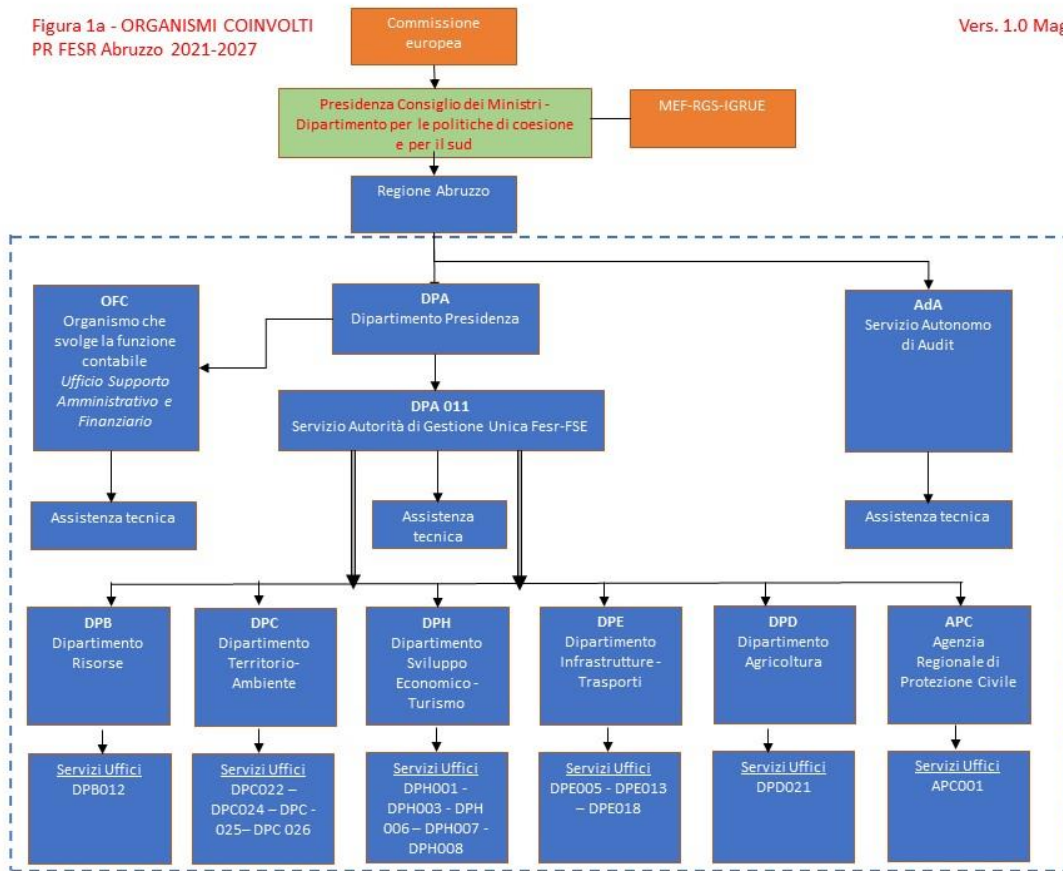 Figura 1a - ORGANISMI COINVOLTI
PR FESR Abruzzo 2021-2027
Vers. 1.0 Mag
Commissione
europea
Presidenza Consiglio dei Ministri -
Dipartimento per le politiche di coesione
e per il sud
MEF-RGS-IGRUE
Regione Abruzzo
OFC
Organismo che
svolge la funzione
contabile
Ufficio Supporto
Amministrativo e
Finanziario
DPA
Dipartimento Presidenza
AdA
Servizio Autonomo
di Audit
DPA 011
Servizio Autorità di Gestione Unica Fesr-FSE
Assistenza tecnica
Assistenza
tecnica
Assistenza tecnica
DPB
Dipartimento
Risorse
DPC
Dipartimento
Territorio-
Ambiente
DPH
Dipartimento
Sviluppo
Economico -
Turismo
DPE
Dipartimento
Infrastrutture -
Trasporti
DPD
Dipartimento
Agricoltura
APC
Agenzia
Regionale di
Protezione Civile
Servizi Uffici
DPB012
Servizi Uffici
DPC022 –
DPC024 – DPC -
025– DPC 026
Servizi Uffici
DPH001 -
DPH003 - DPH
006 – DPH007 -
DPH008
Servizi Uffici
DPE005 - DPE013
– DPE018
Servizi Uffici
DPD021
Servizi Uffici
APC001